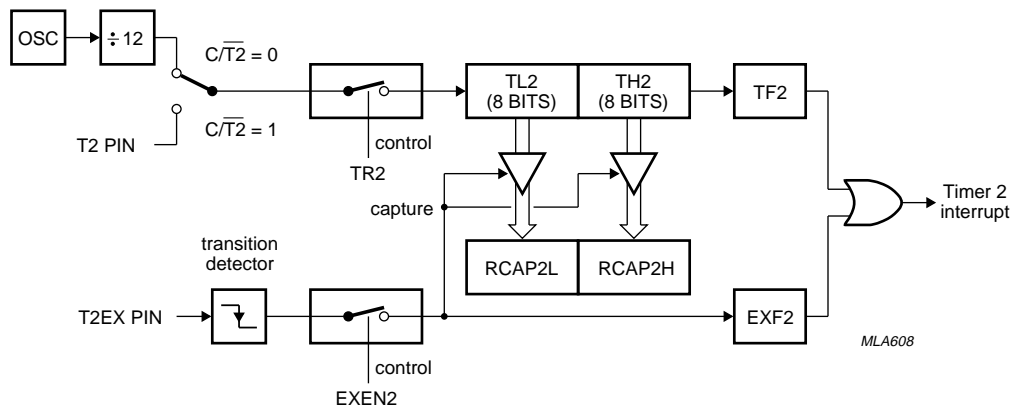 OSC
÷ 12
C/T2 = 0
C/T2 = 1
T2 PIN
control
TR2
TL2
(8 BITS)
TH2
(8 BITS)
TF2
capture
Timer 2
interrupt
RCAP2L
RCAP2H
transition
detector
T2EX PIN
control
EXEN2
EXF2
MLA608